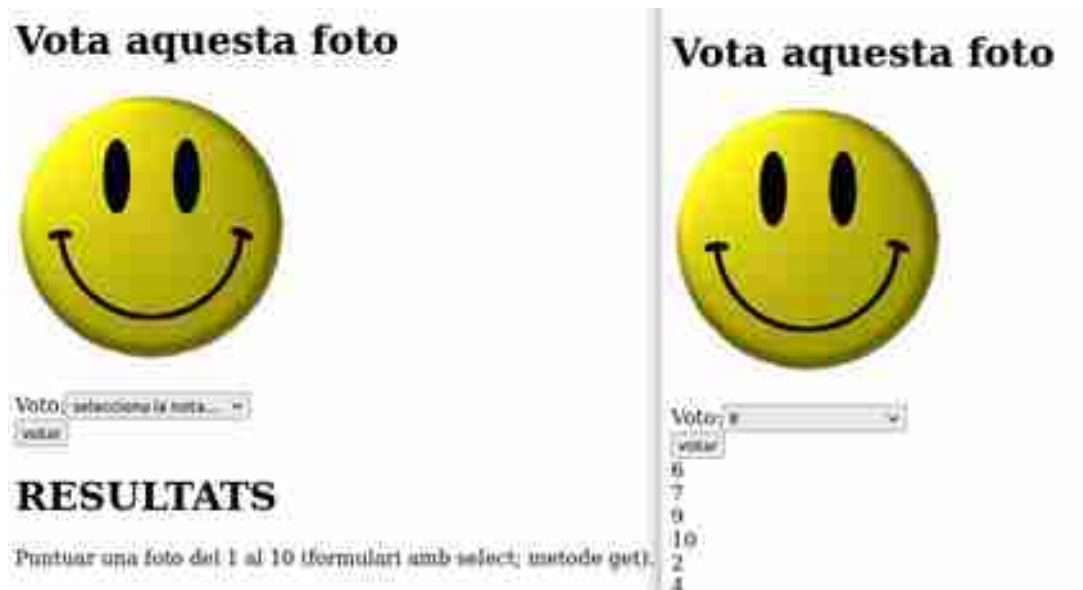 Vota aquesta foto
Voto: selecciona la nota...
votar
RESULTATS
Puntuar una foto del 1 al 10 (formulari amb select; metode get).
Vota aquesta foto
Voto: 8
votar
6
7
9
10
2
4